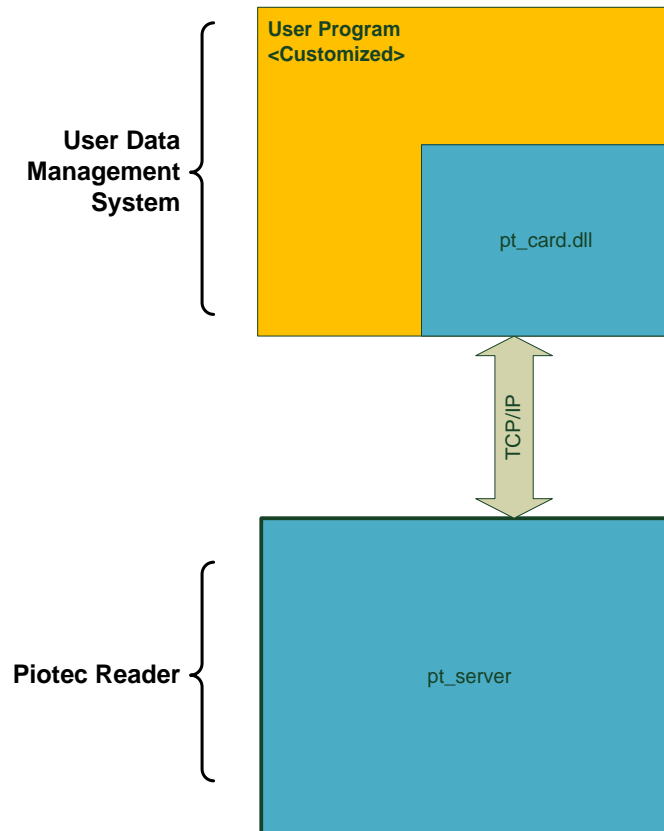 User Program
<Customized>
User Data
Management
System
pt_card.dll
TCP/IP
Piotec Reader
pt_server